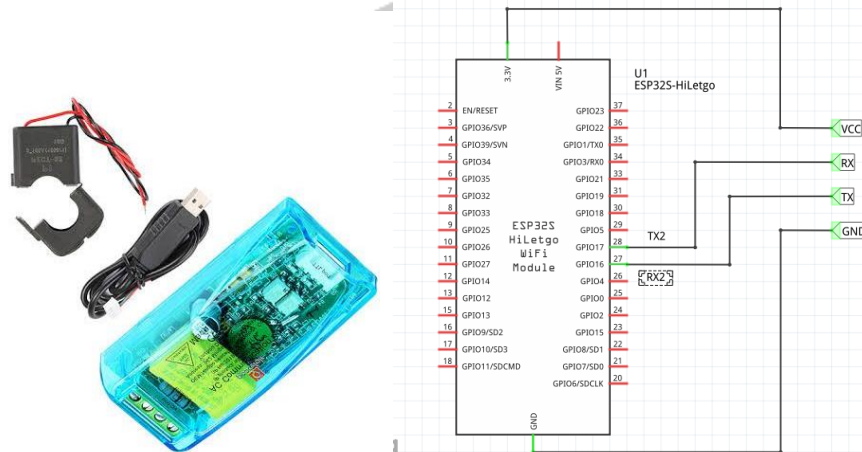 3.3V
VIN 5V
U1
ESP32S-HiLetgo
2 EN/RESET
3 GPIO36/SVP
4 GPIO39/SVN
5 GPIO34
6 GPIO35
7 GPIO32
8 GPIO33
9 GPIO25
10 GPIO26
11 GPIO27
12 GPIO14
13 GPIO12
15 GPIO13
16 GPIO9/SD2
17 GPIO10/SD3
18 GPIO11/SDCMD
ESP32S
HiLetgo
WiFi
Module
GPIO23 37
GPIO22 36
GPIO1/TX0 35
GPIO3/RX0 34
GPIO21 33
GPIO19 31
GPIO18 30
GPIO5 29
GPIO17 28
GPIO16 27
GPIO4 26
GPIO0 25
GPIO2 24
GPIO15 23
GPIO8/SD1 22
GPIO7/SD0 21
GPIO6/SDCLK 20
TX2
RX2
GND
VCC
RX
TX
GND